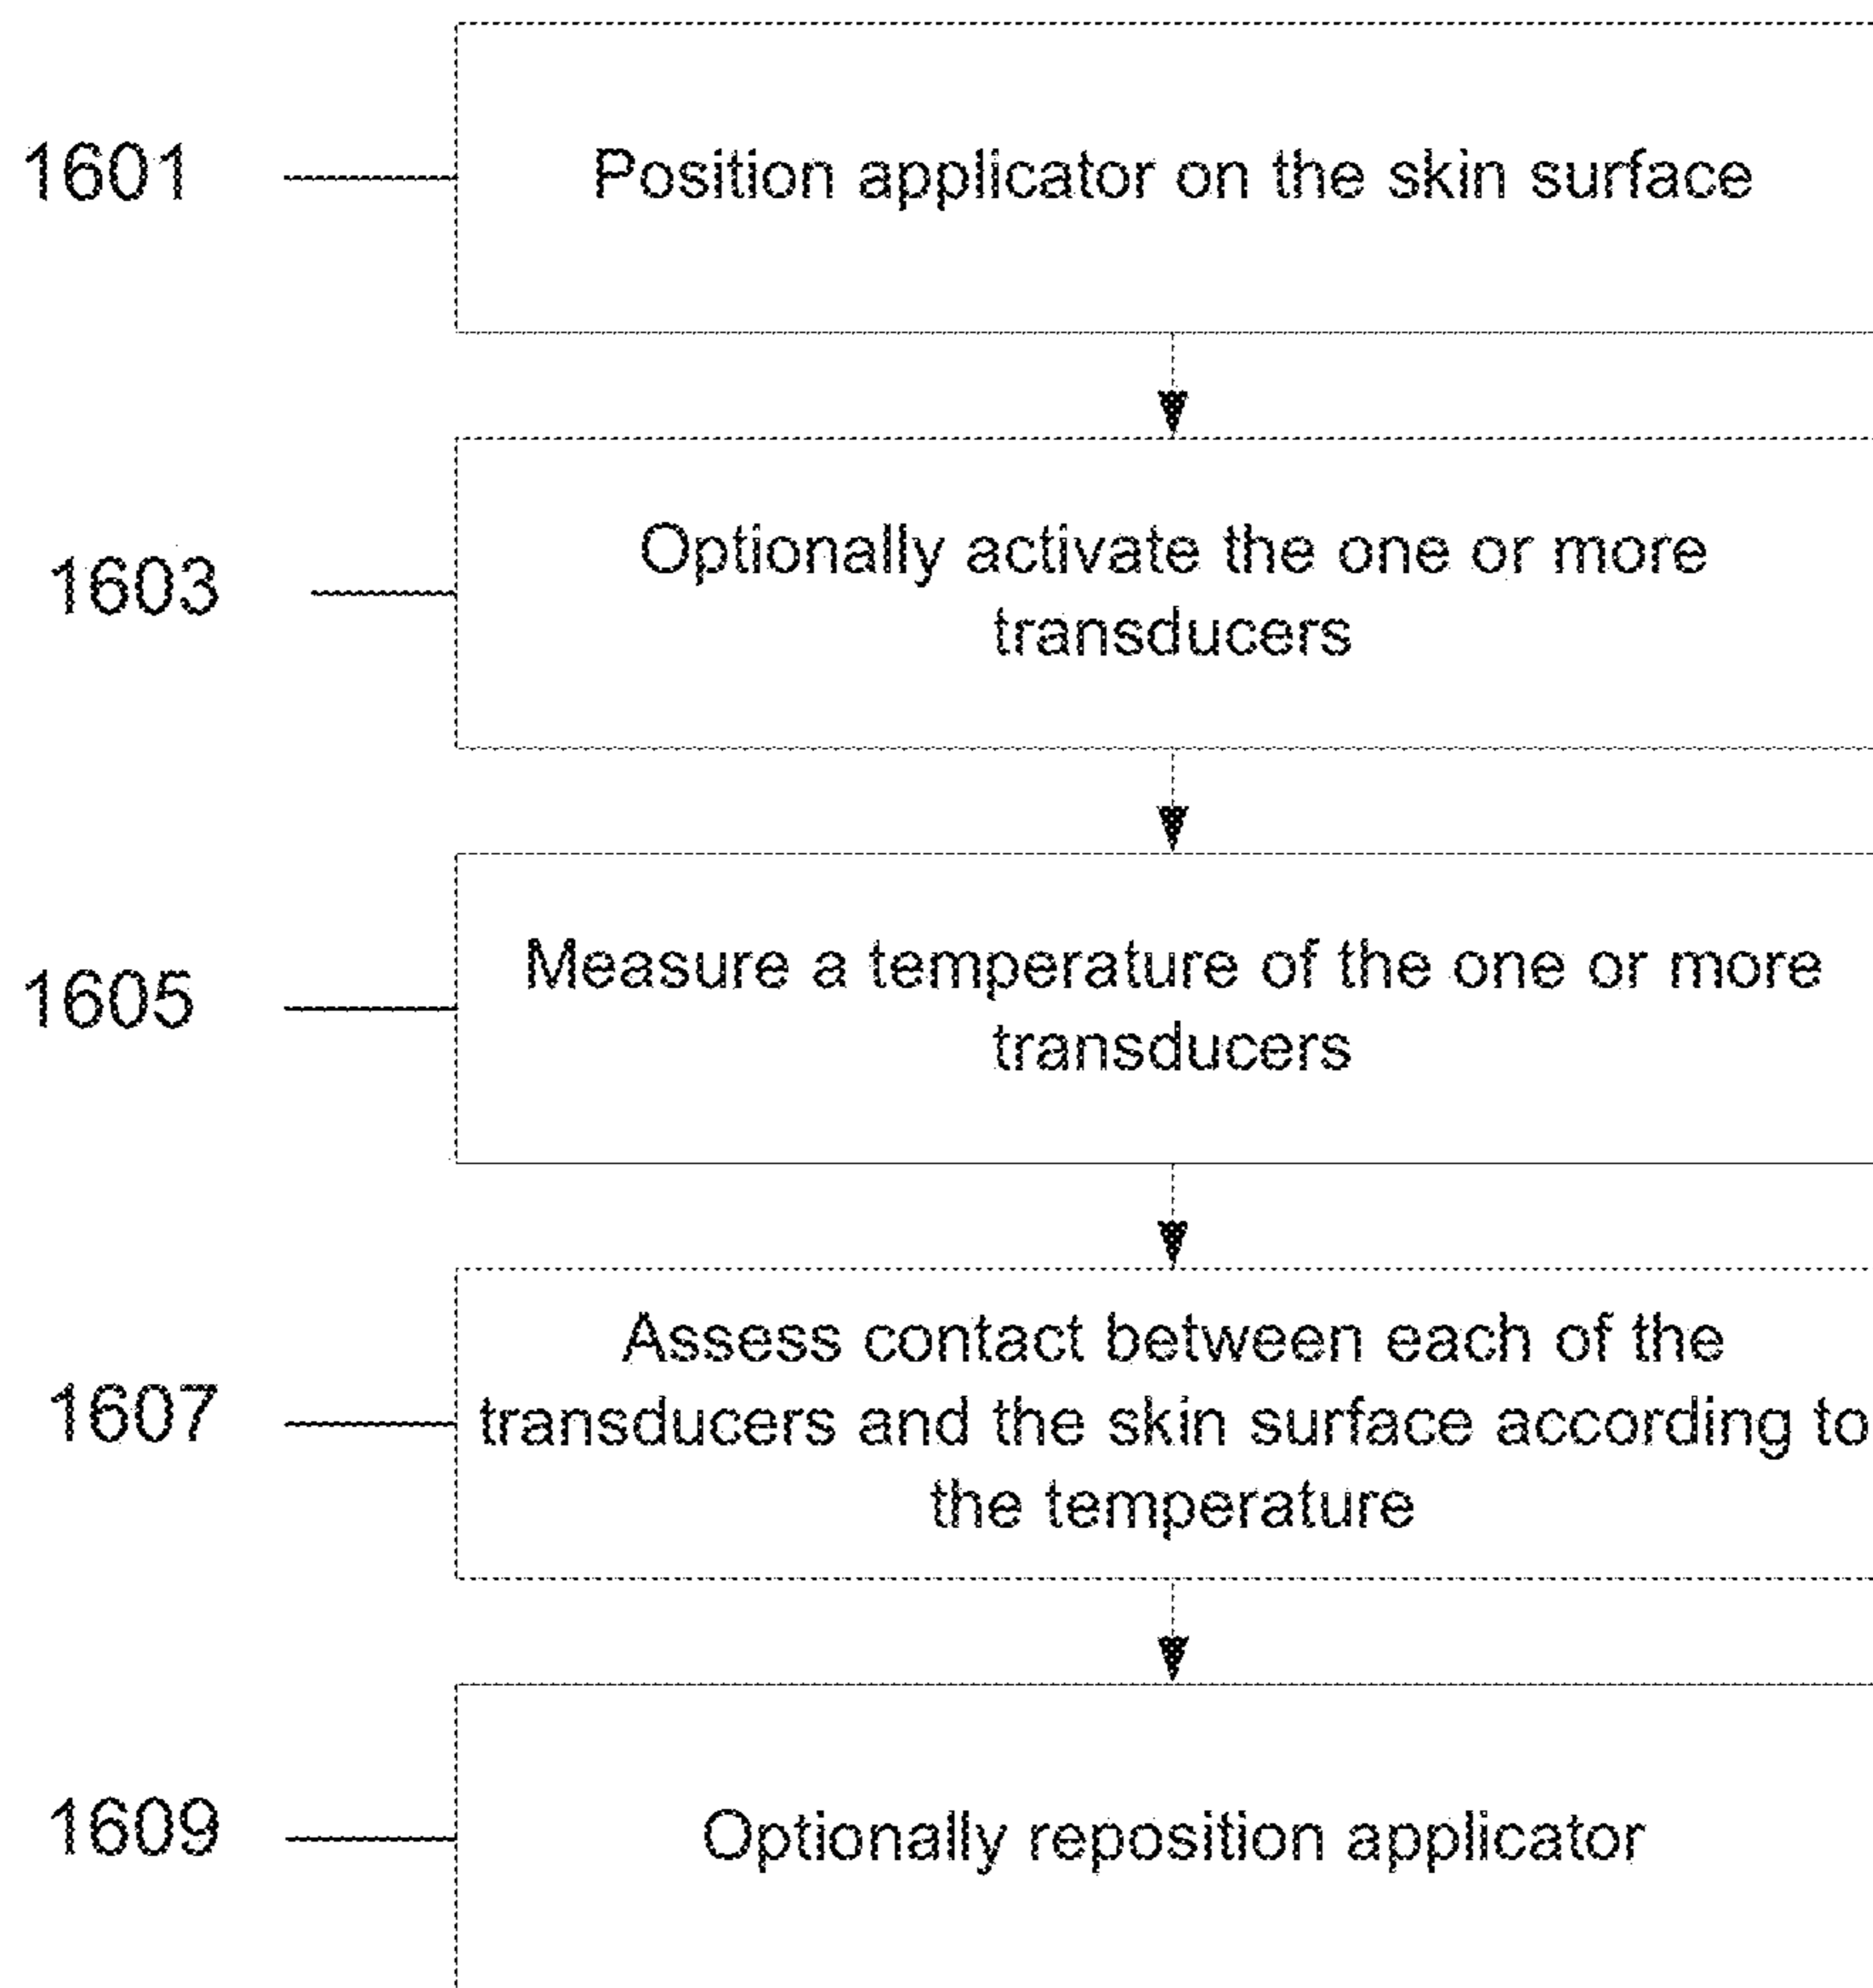 1601
Position applicator on the skin surface
1603
Optionally activate the one or more
transducers
1605
Measure a temperature of the one or more
transducers
1607
Assess contact between each of the
transducers and the skin surface according to
the temperature
1609
Optionally reposition applicator